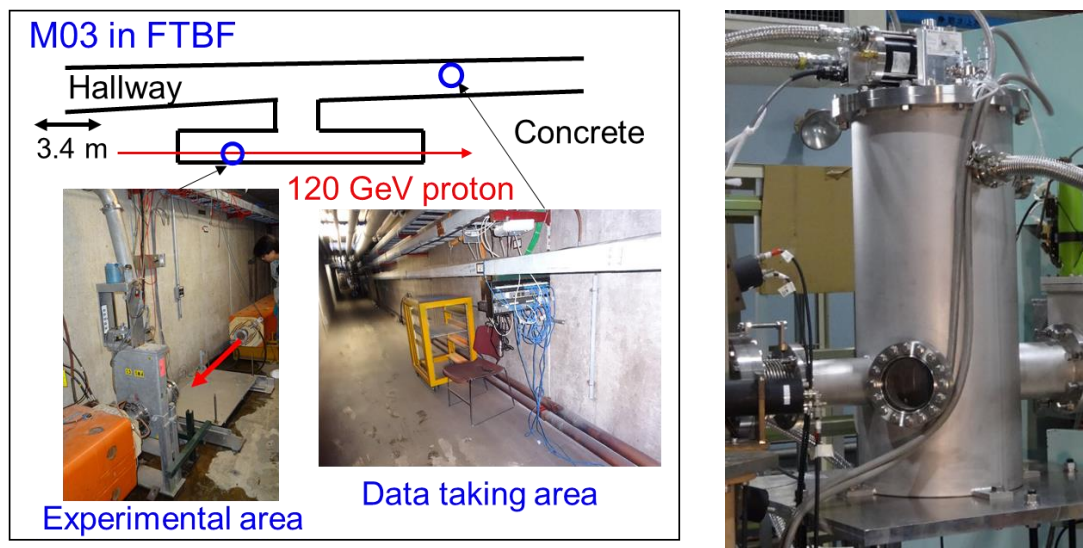 M03 in FTBF
Hallway
3.4 m
Concrete
120 GeV proton
Experimental area
Data taking area